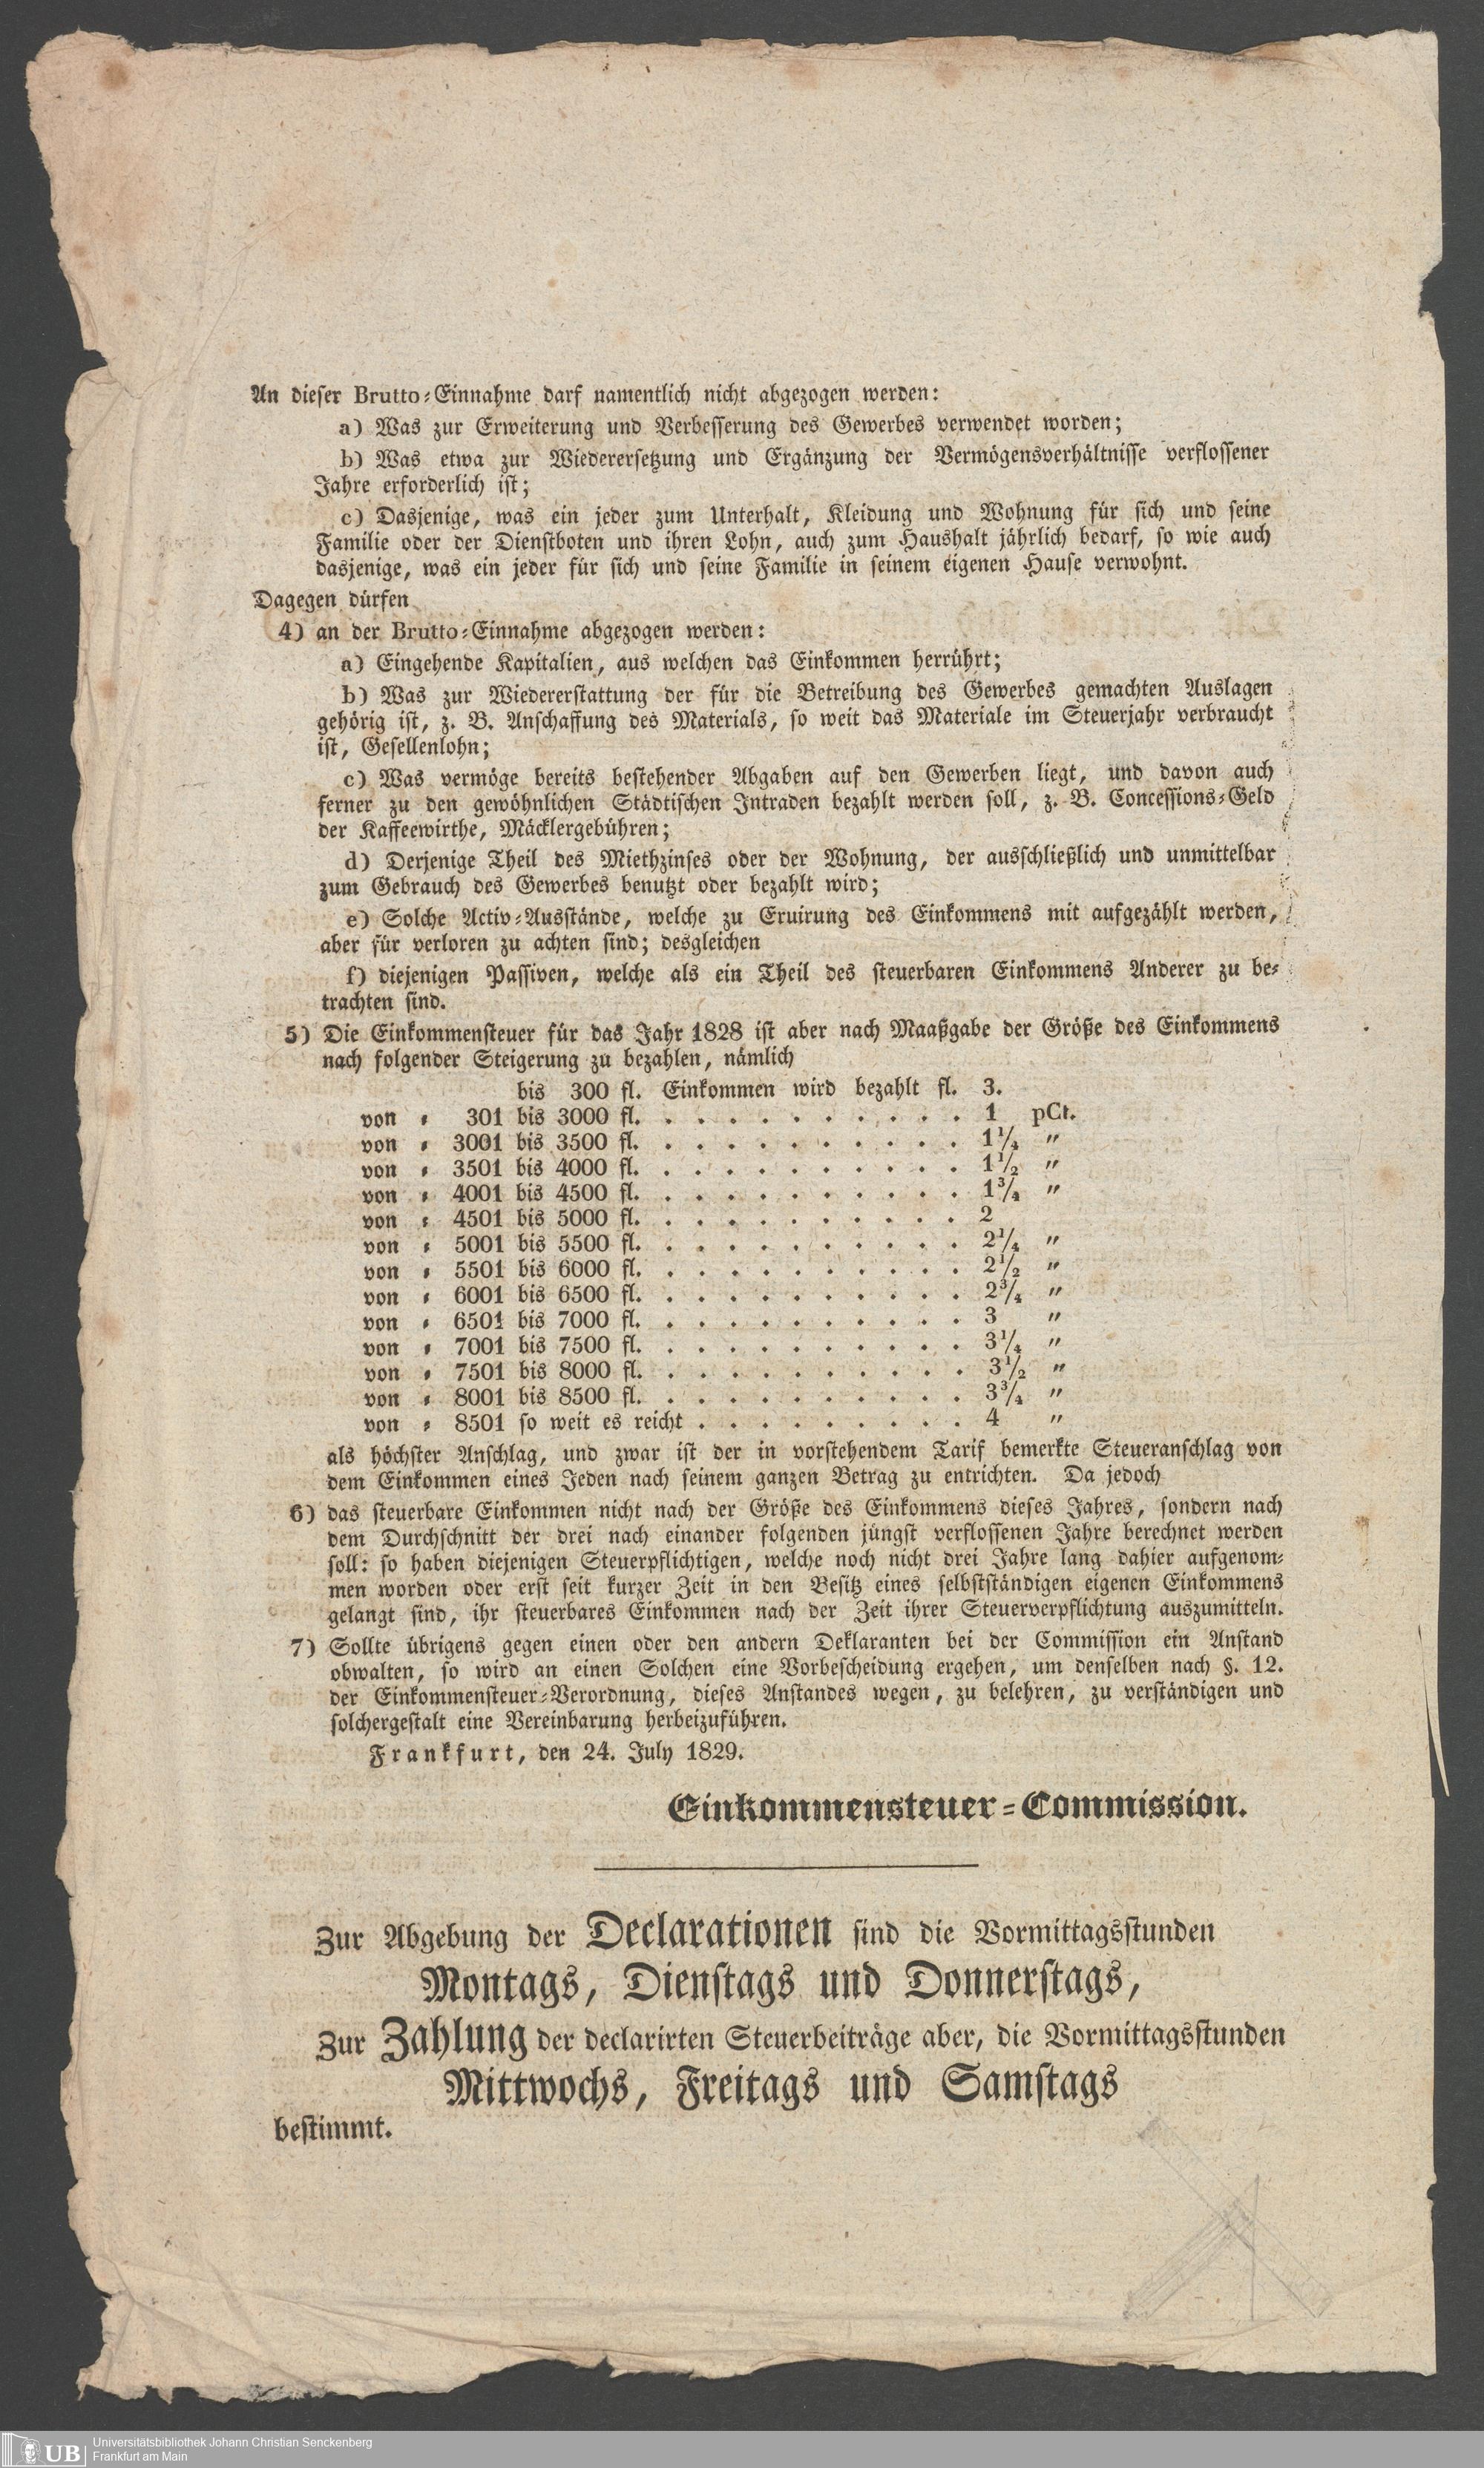 An dieser Brutto-Einnahme darf namentlich nicht abgezogen werden:
a) Was zur Erweiterung und Verbesserung des Gewerbes verwendet worden;
b) Was etwa zur Wiederersetzung und Ergänzung der Vermögensverhältnisse verflossener
Jahre erforderlich ist;
c) Dasjenige, was ein jeder zum Unterhalt, Kleidung und Wohnung für sich und seine
Familie oder der Dienstboten und ihren Lohn, auch zum Haushalt jährlich bedarf, so wie auch
dasjenige, was ein jeder für sich und seine Familie in seinem eigenen Hause verwohnt.
Dagegen dürfen
4) an der Brutto-Einnahme abgezogen werden:
a) Eingehende Kapitalien, aus welchen das Einkommen herrührt;
b) Was zur Wiedererstattung der für die Betreibung des Gewerbes gemachten Auslagen
gehörig ist, z. B. Anschaffung des Materials, so weit das Materiale im Steuerjahr verbraucht
ist, Gesellenlohn;
c) Was vermöge bereits bestehender Abgaben auf den Gewerben liegt, und davon auch
ferner zu den gewöhnlichen Städtischen Intraden bezahlt werden soll, z. B. Concessions-Geld
der Kaffeewirthe, Mäcklergebühren;
d) Derjenige Theil des Miethzinses oder der Wohnung, der ausschließlich und unmittelbar
zum Gebrauch des Gewerbes benutzt oder bezahlt wird;
e) Solche Activ-Ausstände, welche zu Eruirung des Einkommens mit aufgezählt werden,
aber für verloren zu achten sind; desgleichen
f) diejenigen Passiven, welche als ein Theil des steuerbaren Einkommens Anderer zu be-
trachten sind.
5) Die Einkommensteuer für das Jahr 1828 ist aber nach Maaßgabe der Größe des Einkommens
nach folgender Steigerung zu bezahlen, nämlich
bis 300 fl. Einkommen wird bezahlt fl. 3.
von „ 301 bis 3000 fl. . . . . . . . . . . 1 pCt.
von „ 3001 bis 3500 fl. . . . . . . . . . . 1 1/4 „
von „ 3501 bis 4000 fl. . . . . . . . . . . 1 1/2 „
von „ 4001 bis 4500 fl. . . . . . . . . . . 1 3/4 „
von „ 4501 bis 5000 fl. . . . . . . . . . . 2
von „ 5001 bis 5500 fl. . . . . . . . . . . 2 1/4 „
von „ 5501 bis 6000 fl. . . . . . . . . . . 2 1/2 „
von „ 6001 bis 6500 fl. . . . . . . . . . . 2 3/4 „
von „ 6501 bis 7000 fl. . . . . . . . . . . 3 „
von „ 7001 bis 7500 fl. . . . . . . . . . . 3 1/4 „
von „ 7501 bis 8000 fl. . . . . . . . . . . 3 1/2 „
von „ 8001 bis 8500 fl. . . . . . . . . . . 3 3/4 „
von „ 8501 so weit es reicht . . . . . . . . . 4 „
als höchster Anschlag, und zwar ist der in vorstehendem Tarif bemerkte Steueranschlag von
dem Einkommen eines Jeden nach seinem ganzen Betrag zu entrichten. Da jedoch
6) das steuerbare Einkommen nicht nach der Größe des Einkommens dieses Jahres, sondern nach
dem Durchschnitt der drei nach einander folgenden jüngst verflossenen Jahre berechnet werden
soll: so haben diejenigen Steuerpflichtigen, welche noch nicht drei Jahre lang dahier aufgenom-
men worden oder erst seit kurzer Zeit in den Besitz eines selbstständigen eigenen Einkommens
gelangt sind, ihr steuerbares Einkommen nach der Zeit ihrer Steuerverpflichtung auszumitteln.
7) Sollte übrigens gegen einen oder den andern Deklaranten bei der Commission ein Anstand
obwalten, so wird an einen Solchen eine Vorbescheidung ergehen, um denselben nach §. 12.
der Einkommensteuer-Verordnung, dieses Anstandes wegen, zu belehren, zu verständigen und
solchergestalt eine Vereinbarung herbeizuführen.
Frankfurt, den 24. July 1829.
Einkommensteuer-Commission.
Zur Abgebung der Declarationen sind die Vormittagsstunden
Montags, Dienstags und Donnerstags,
Zur Zahlung der declarirten Steuerbeiträge aber, die Vormittagsstunden
Mittwochs, Freitags und Samstags
bestimmt.
UB Universitätsbibliothek Johann Christian Senckenberg
Frankfurt am Main